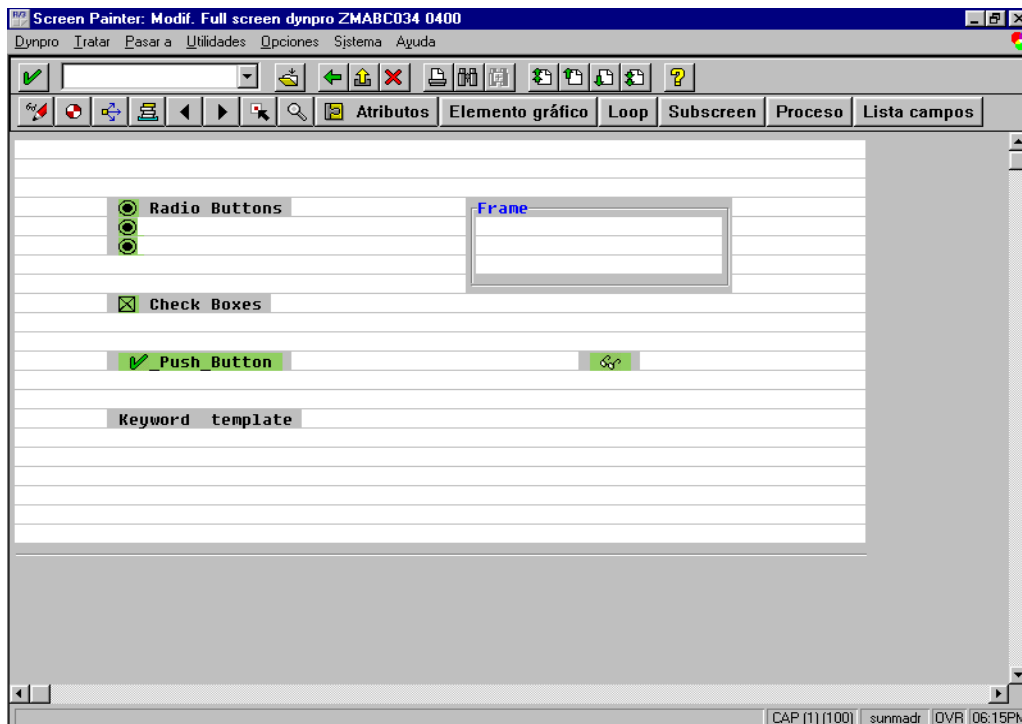 Screen Painter: Modif. Full screen dynpro ZMABC034 0400
Dynpro Tratar Pasar a Utilidades Opciones Sistema Ayuda
Atributos Elemento gráfico Loop Subscreen Proceso Lista campos
Radio Buttons Frame
Check Boxes
_Push_Button
Keyword template
CAP (1) (100) sunmadr OVR 06:15PM